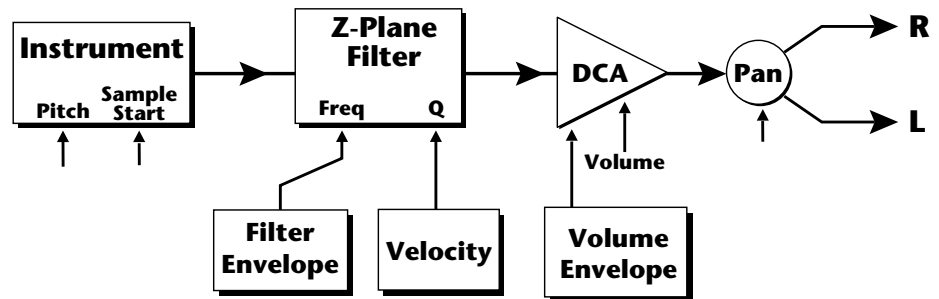 Instrument
Pitch
Sample
Start
Z-Plane
Filter
Freq
Q
DCA
Volume
Pan
R
L
Filter
Envelope
Velocity
Volume
Envelope